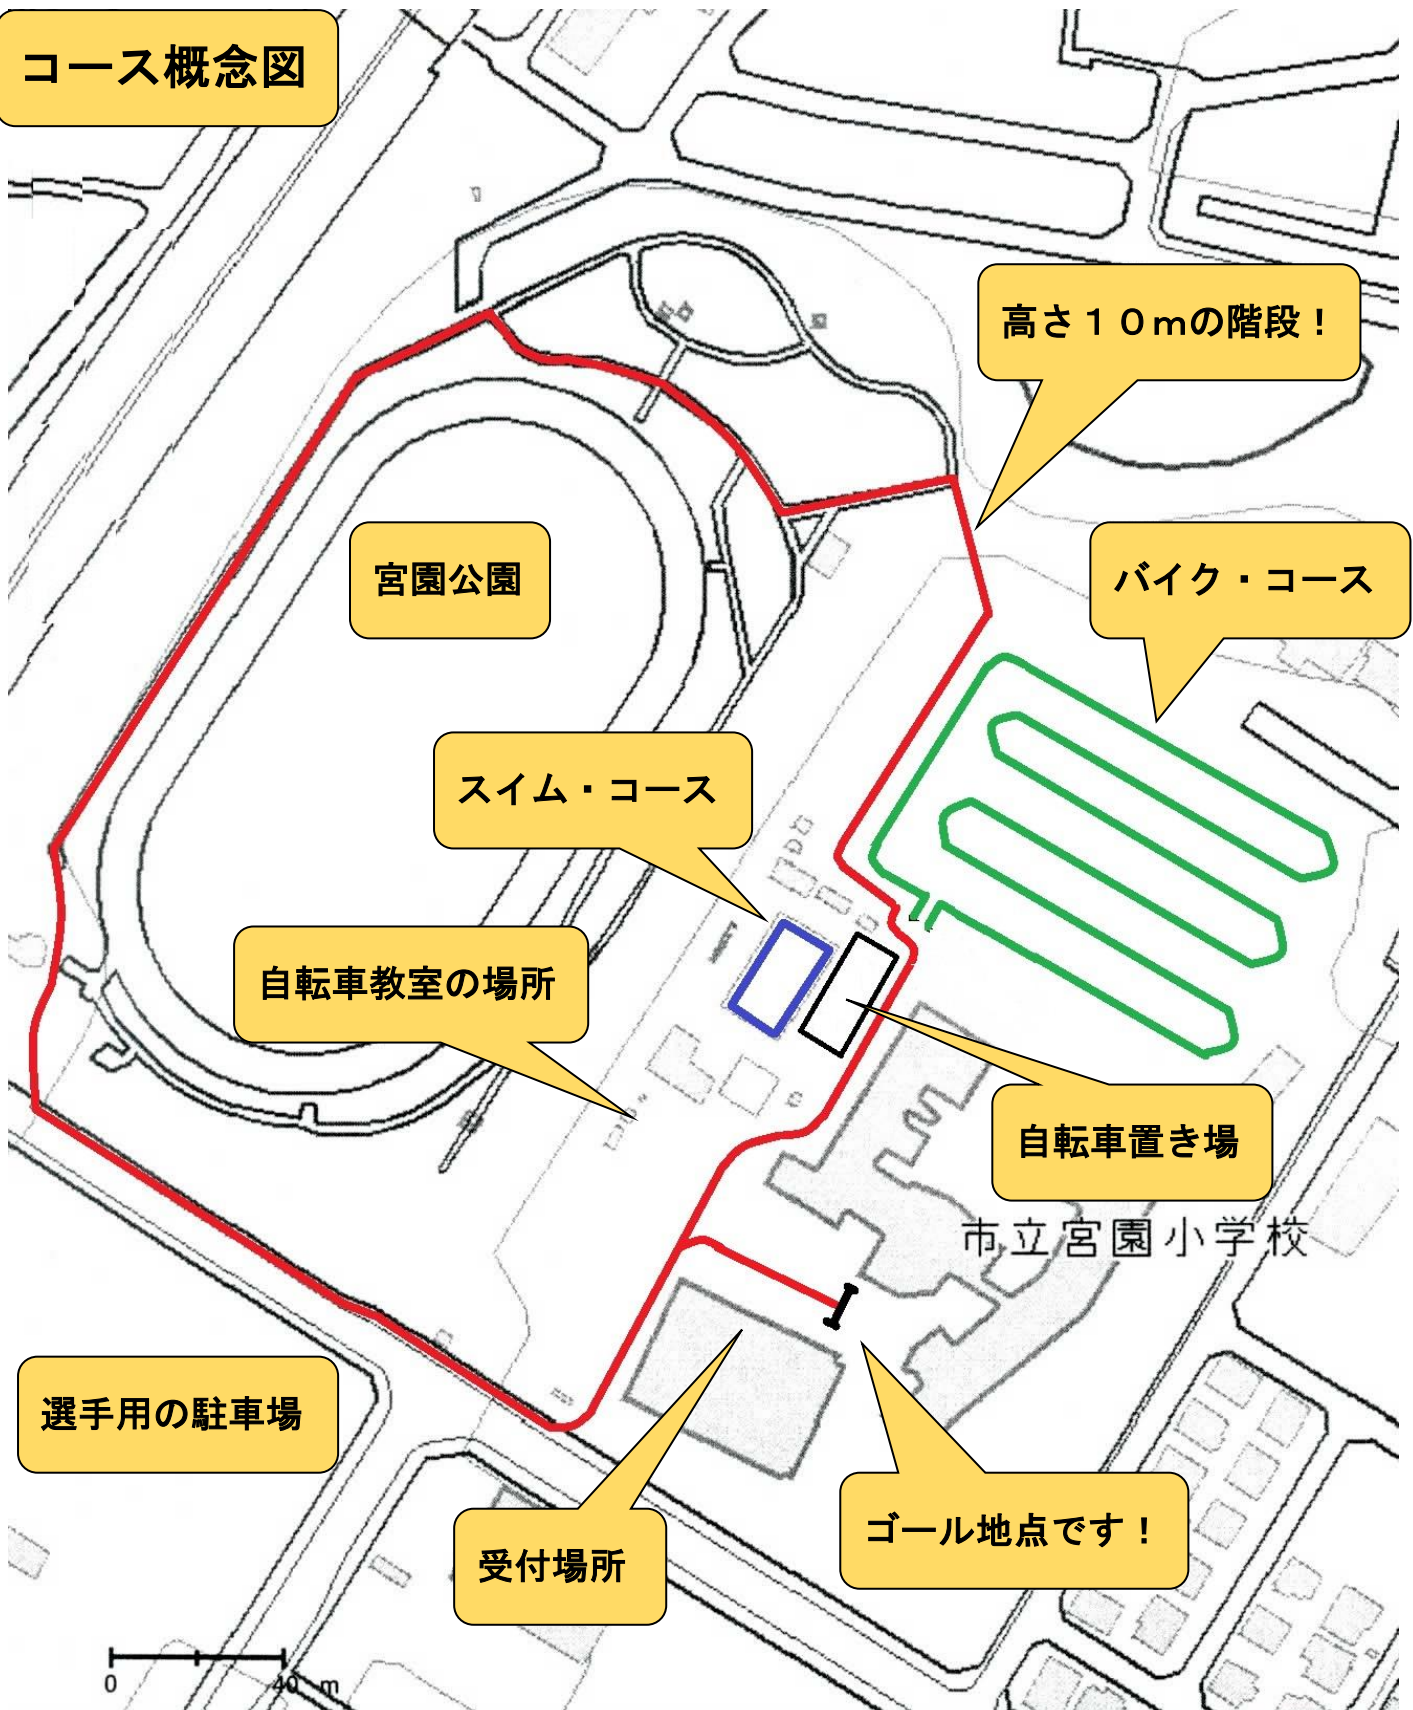 コース概念図
高さ１０ｍの階段！
宮園公園
バイク・コース
スイム・コース
自転車教室の場所
自転車置き場
市立宮園小学校
選手用の駐車場
受付場所
ゴール地点です！
0 40 m